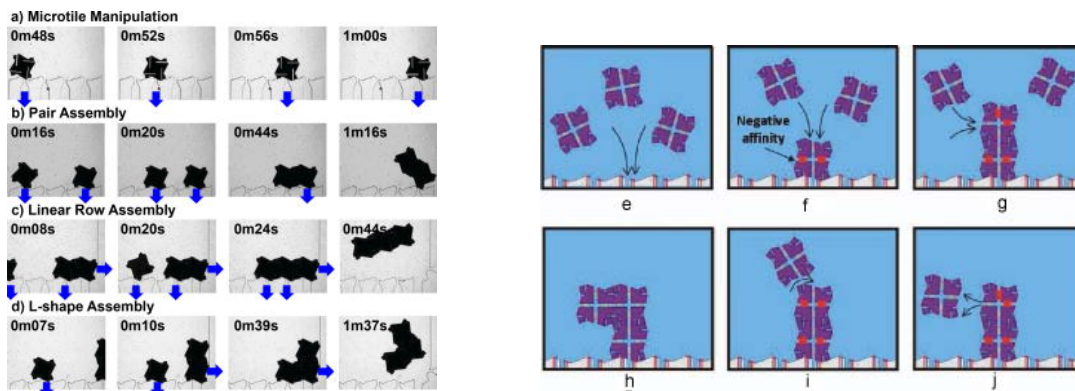 a) Microtile Manipulation
0m48s 0m52s 0m56s 1m00s
b) Pair Assembly
0m16s 0m20s 0m44s 1m16s
c) Linear Row Assembly
0m08s 0m20s 0m24s 0m44s
d) L-shape Assembly
0m07s 0m10s 0m39s 1m37s
Negative
affinity
e f g
h i j